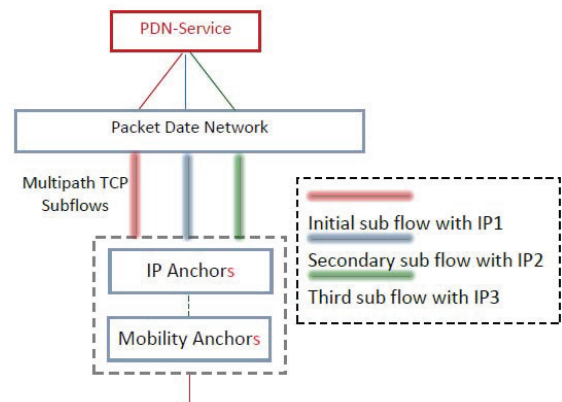 PDN-Service
Packet Date Network
Multipath TCP
Subflows
IP Anchors
Mobility Anchors
Initial sub flow with IP1
Secondary sub flow with IP2
Third sub flow with IP3